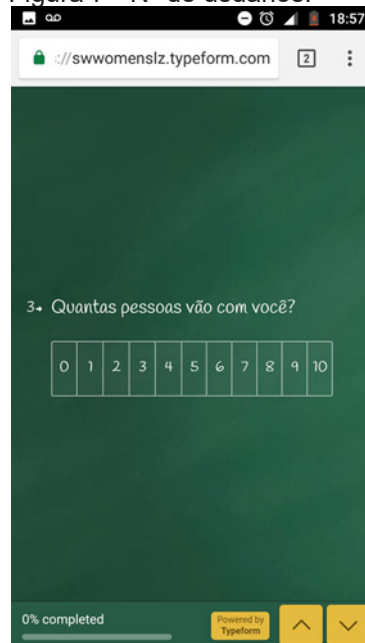 18:57
://swwomenslz.typeform.com
2
3→ Quantas pessoas vão com você?
0 1 2 3 4 5 6 7 8 9 10
0% completed
Powered by
Typeform